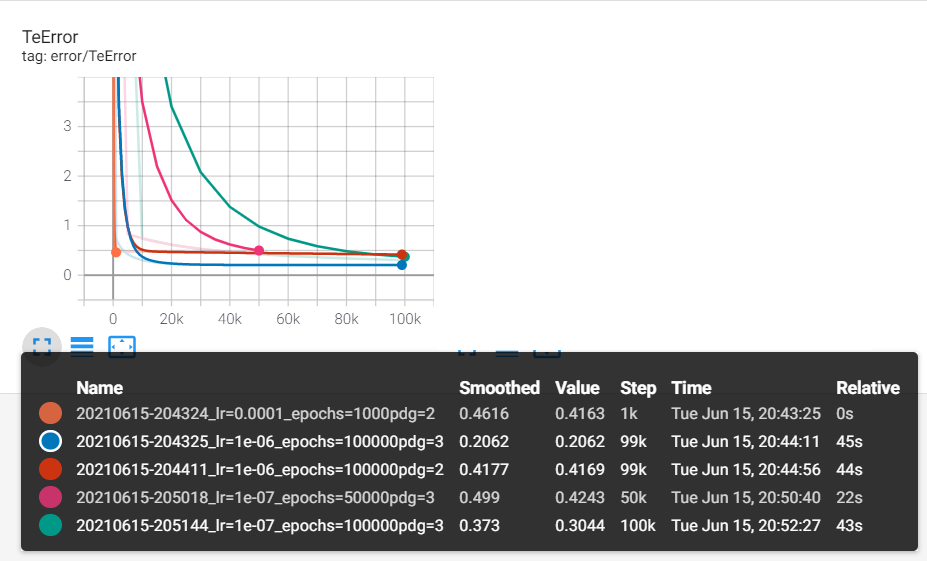 TeError
tag: error/TeError
3
2
1
0
0 20k 40k 60k 80k 100k
Name Smoothed Value Step Time Relative
20210615-204324_lr=0.0001_epochs=1000pdg=2 0.4616 0.4163 1k Tue Jun 15, 20:43:25 0s
20210615-204325_lr=1e-06_epochs=100000pdg=3 0.2062 0.2062 99k Tue Jun 15, 20:44:11 45s
20210615-204411_lr=1e-06_epochs=100000pdg=2 0.4177 0.4169 99k Tue Jun 15, 20:44:56 44s
20210615-205018_lr=1e-07_epochs=50000pdg=3 0.499 0.4243 50k Tue Jun 15, 20:50:40 22s
20210615-205144_lr=1e-07_epochs=100000pdg=3 0.373 0.3044 100k Tue Jun 15, 20:52:27 43s